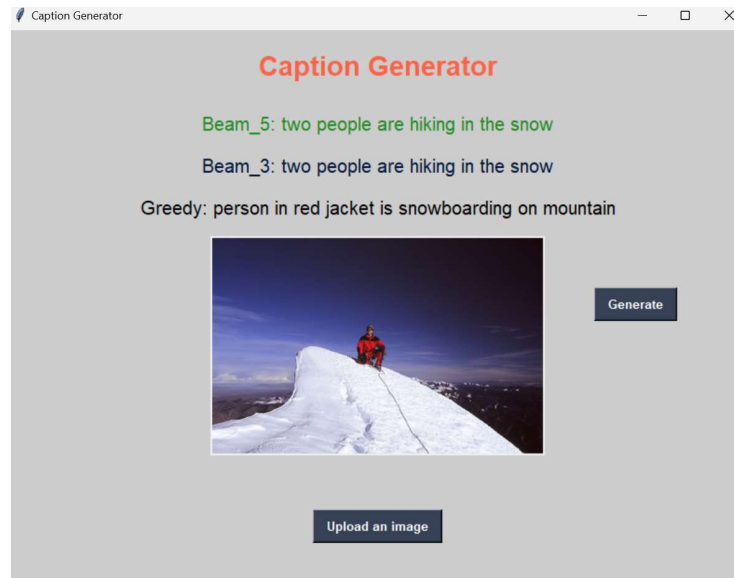 Caption Generator
Caption Generator
Beam_5: two people are hiking in the snow
Beam_3: two people are hiking in the snow
Greedy: person in red jacket is snowboarding on mountain
Generate
Upload an image